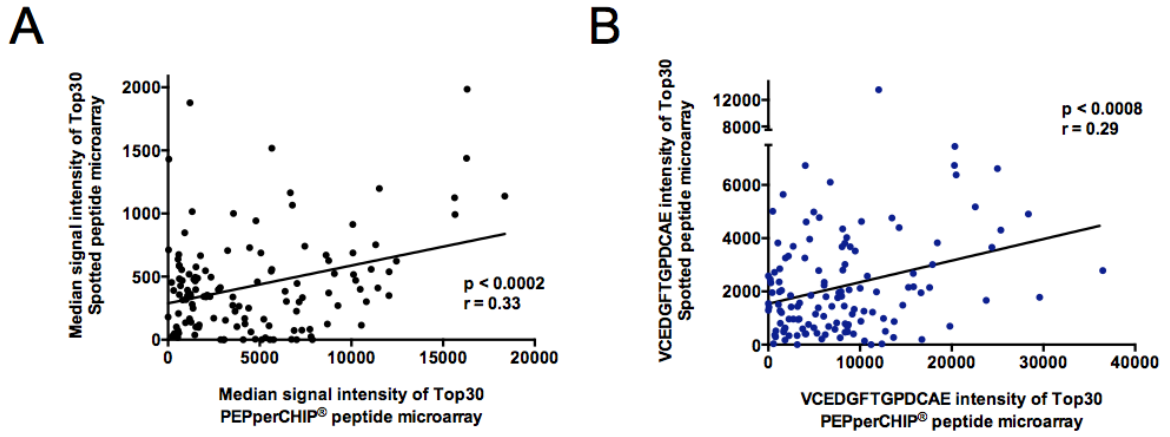 A
Median signal intensity of Top30
Spotted peptide microarray
2000
1500
1000
500
0
0
5000
10000
15000
20000
p < 0.0002
r = 0.33
Median signal intensity of Top30
PEPperCHIP® peptide microarray
B
VCEDGFTGPDCAE intensity of Top30
Spotted peptide microarray
12000
8000
6000
4000
2000
0
0
10000
20000
30000
40000
p < 0.0008
r = 0.29
VCEDGFTGPDCAE intensity of Top30
PEPperCHIP® peptide microarray